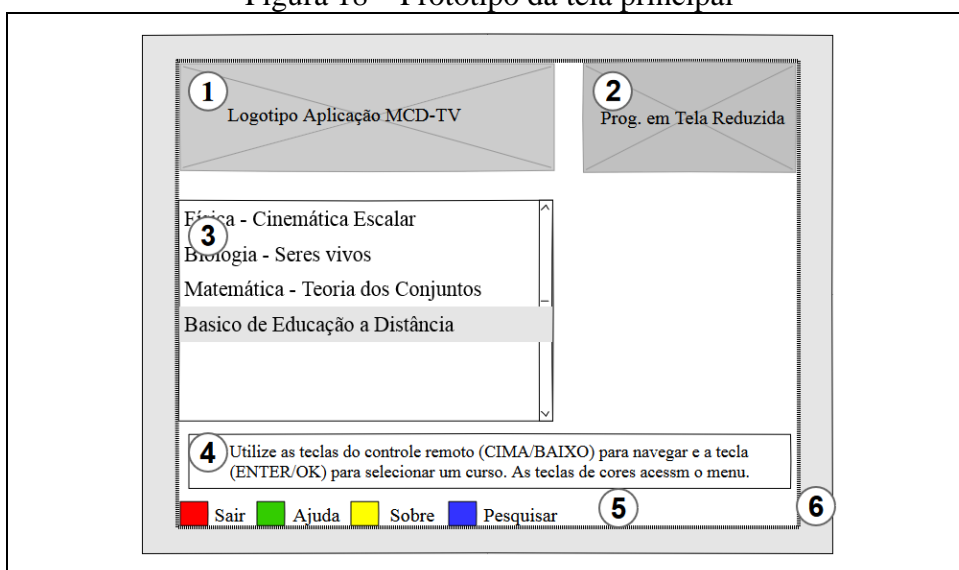 Figura 18 – Protótipo da tela principal
1
Logotipo Aplicação MCD-TV
2
Prog. em Tela Reduzida
Física - Cinemática Escalar
3
Biologia - Seres vivos
Matemática - Teoria dos Conjuntos
Basico de Educação a Distância
4
Utilize as teclas do controle remoto (CIMA/BAIXO) para navegar e a tecla
(ENTER/OK) para selecionar um curso. As teclas de cores acessm o menu.
Sair Ajuda Sobre Pesquisar 5
6